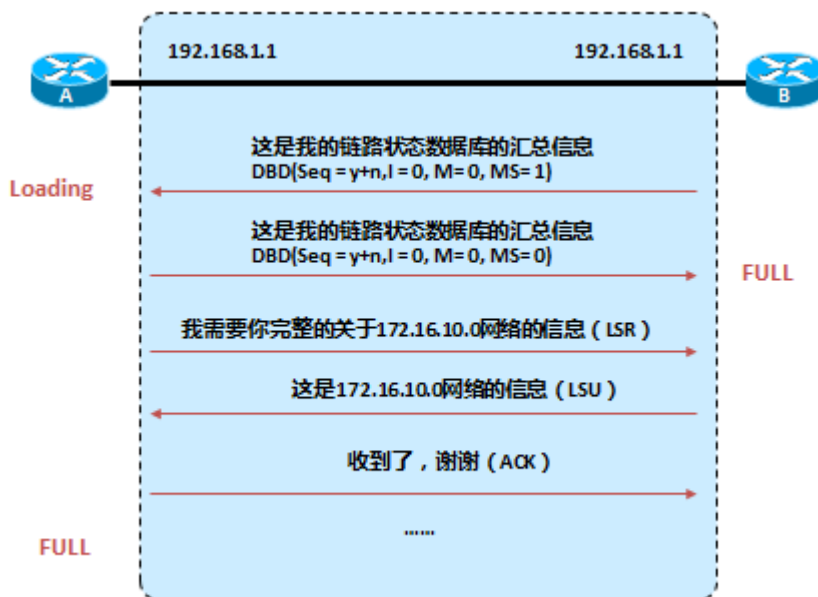 192.168.1.1 192.168.1.1
A B
这是我的链路状态数据库的汇总信息
DBD(Seq = y+n,I = 0, M= 0, MS= 1)
Loading
这是我的链路状态数据库的汇总信息
DBD(Seq = y+n,I = 0, M= 0, MS= 0)
FULL
我需要你完整的关于172.16.10.0网络的信息（LSR）
这是172.16.10.0网络的信息（LSU）
收到了，谢谢（ACK）
……
FULL